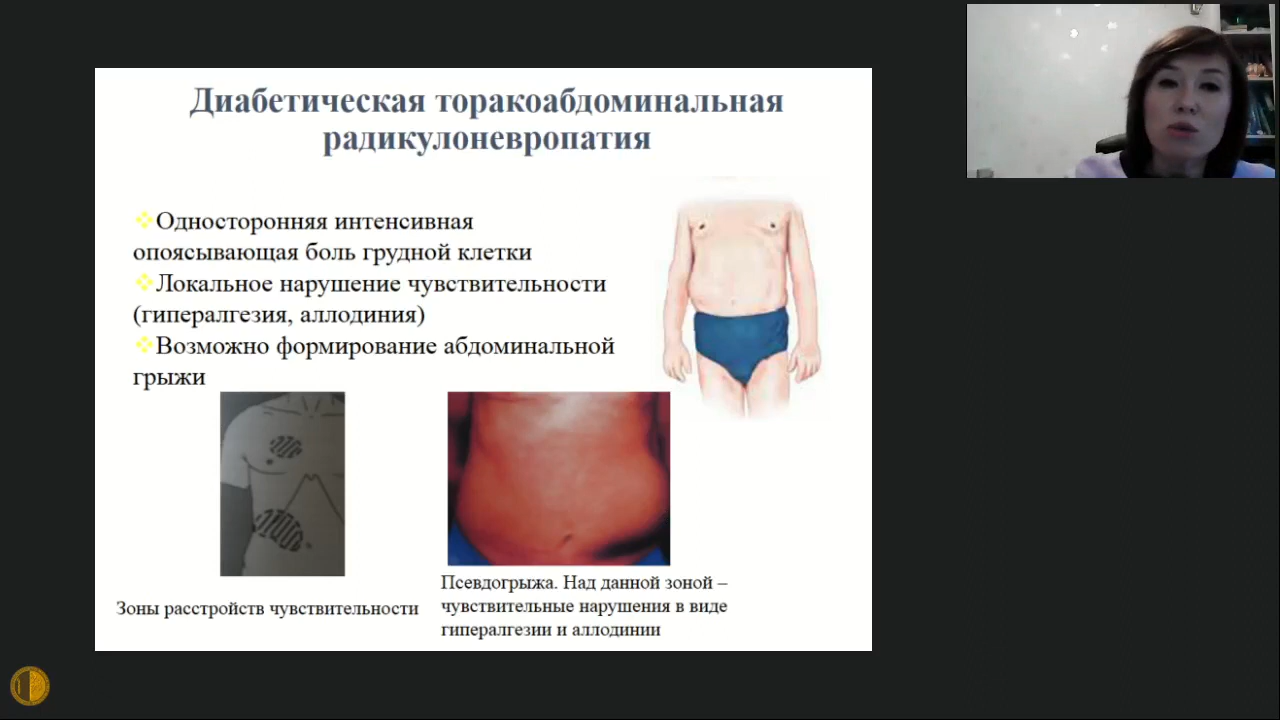 Диабетическая торакоабдоминальная
радикулоневропатия
Односторонняя интенсивная
опоясывающая боль грудной клетки
Локальное нарушение чувствительности
(гипералгезия, аллодиния)
Возможно формирование абдоминальной
грыжи
Зоны расстройств чувствительности
Псевдогрыжа. Над данной зоной –
чувствительные нарушения в виде
гипералгезии и аллодинии